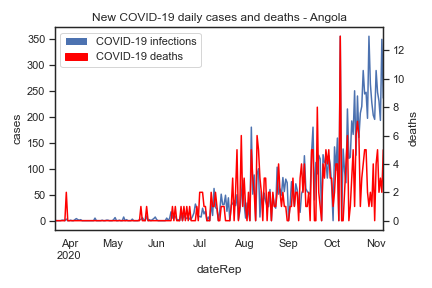 New COVID-19 daily cases and deaths - Angola
COVID-19 infections
COVID-19 deaths
350
300
250
200
150
100
50
0
cases
12
10
8
6
4
2
0
deaths
Apr May Jun Jul Aug Sep Oct Nov
2020
dateRep